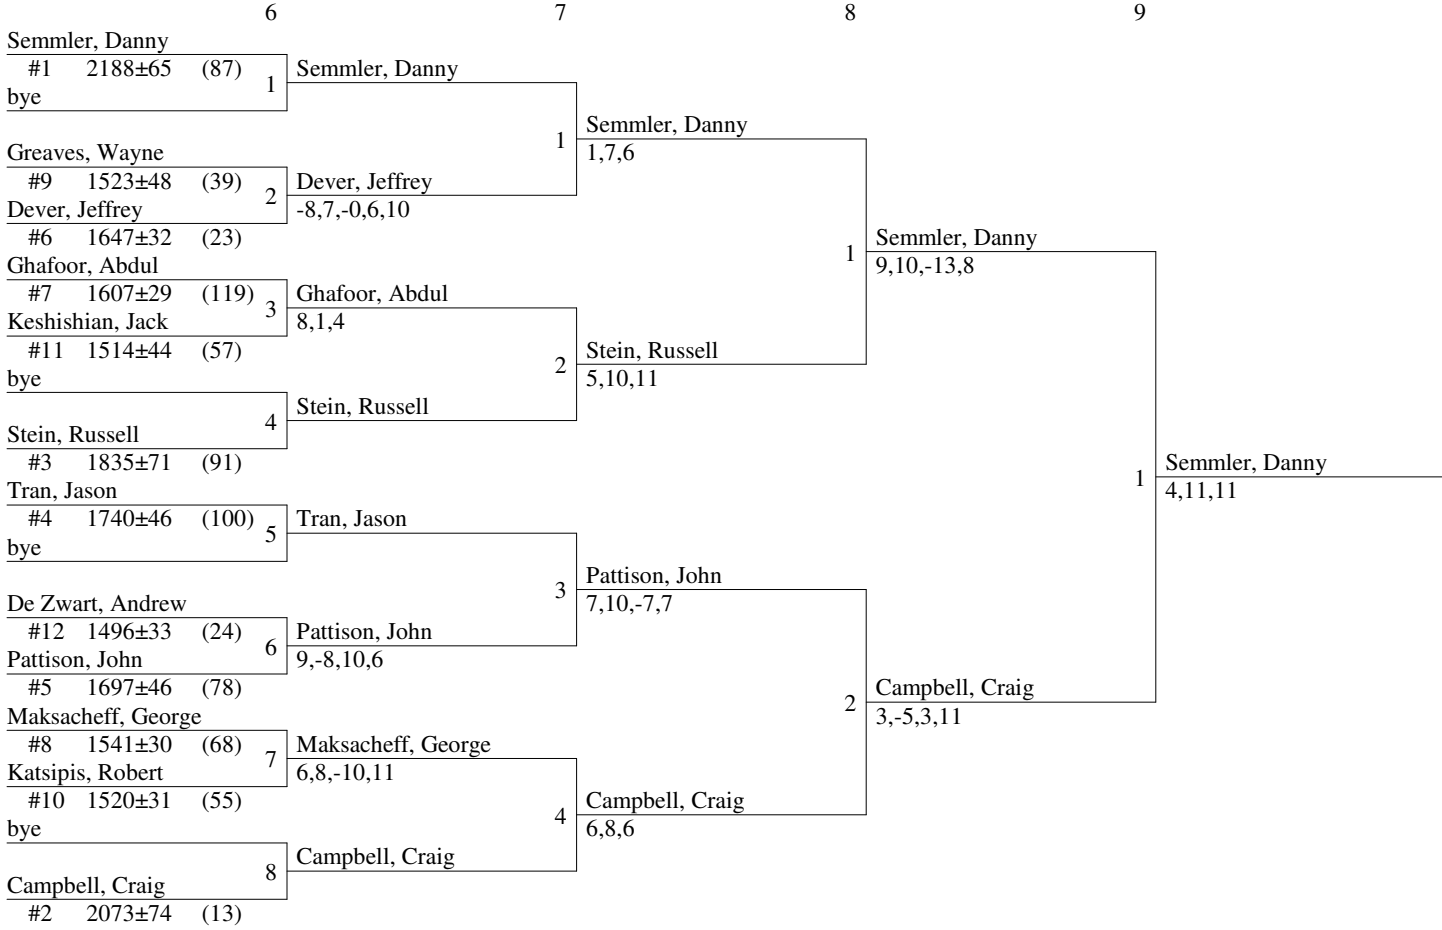 6 7 8 9
Semmler, Danny
#1 2188±65 (87)
1
Semmler, Danny
bye
Semmler, Danny
1
1,7,6
Greaves, Wayne
#9 1523±48 (39)
2
Dever, Jeffrey
-8,7,-0,6,10
Dever, Jeffrey
#6 1647±32 (23)
Semmler, Danny
1
9,10,-13,8
Ghafoor, Abdul
#7 1607±29 (119)
3
Ghafoor, Abdul
8,1,4
Keshishian, Jack
#11 1514±44 (57)
Stein, Russell
2
5,10,11
bye
4
Stein, Russell
Stein, Russell
#3 1835±71 (91)
Semmler, Danny
1
4,11,11
Tran, Jason
#4 1740±46 (100)
5
Tran, Jason
bye
Pattison, John
3
7,10,-7,7
De Zwart, Andrew
#12 1496±33 (24)
6
Pattison, John
9,-8,10,6
Pattison, John
#5 1697±46 (78)
Campbell, Craig
2
3,-5,3,11
Maksacheff, George
#8 1541±30 (68)
7
Maksacheff, George
6,8,-10,11
Katsipis, Robert
#10 1520±31 (55)
Campbell, Craig
4
6,8,6
bye
8
Campbell, Craig
Campbell, Craig
#2 2073±74 (13)